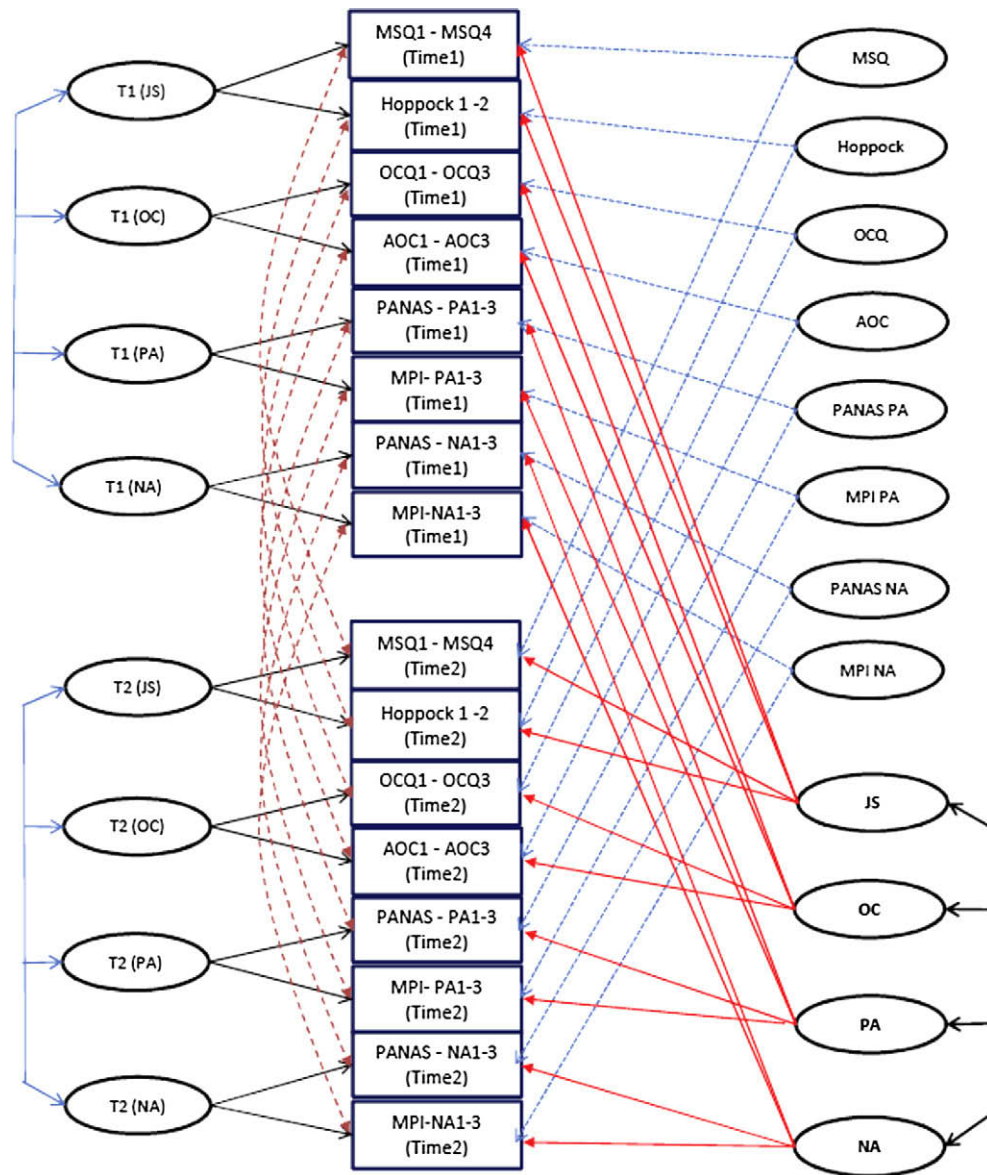 T1 (JS)
T1 (OC)
T1 (PA)
T1 (NA)
T2 (JS)
T2 (OC)
T2 (PA)
T2 (NA)
MSQ1 - MSQ4
(Time1)
Hoppock 1 -2
(Time1)
OCQ1 - OCQ3
(Time1)
AOC1 - AOC3
(Time1)
PANAS - PA1-3
(Time1)
MPI- PA1-3
(Time1)
PANAS - NA1-3
(Time1)
MPI-NA1-3
(Time1)
MSQ1 - MSQ4
(Time2)
Hoppock 1 -2
(Time2)
OCQ1 - OCQ3
(Time2)
AOC1 - AOC3
(Time2)
PANAS - PA1-3
(Time2)
MPI- PA1-3
(Time2)
PANAS - NA1-3
(Time2)
MPI-NA1-3
(Time2)
MSQ
Hoppock
OCQ
AOC
PANAS PA
MPI PA
PANAS NA
MPI NA
JS
OC
PA
NA